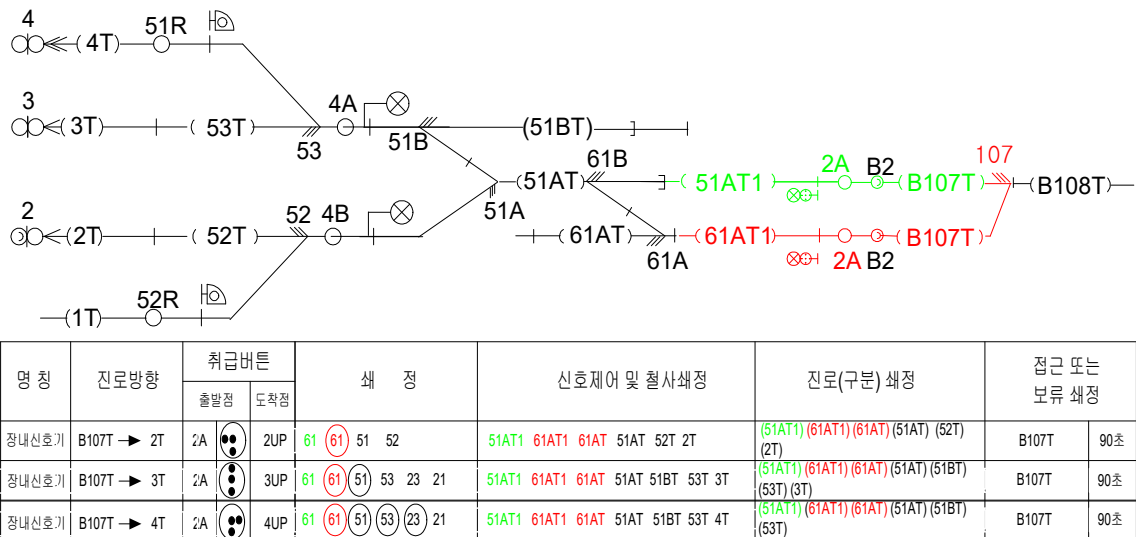 4 51R
(4T)
3 4A
(3T) (53T) 53 51B (51BT)
61B 2A B2 107
(51AT) (51AT1) (B107T) (B108T)
51A
2 52 4B
(2T) (52T) (61AT) (61AT1) (B107T)
61A 2A B2
52R
(1T)
명 칭 진로방향 취급버튼 쇄 정 신호제어 및 철사쇄정 진로(구분) 쇄정 접근 또는
보류 쇄정
출발점 도착점
장내신호기 B107T 2T 2A 2UP 61 61 51 52 51AT1 61AT1 61AT 51AT 52T 2T (51AT1) (61AT1) (61AT) (51AT) (52T)
(2T) B107T 90초
장내신호기 B107T 3T 2A 3UP 61 61 51 53 23 21 51AT1 61AT1 61AT 51AT 51BT 53T 3T (51AT1) (61AT1) (61AT) (51AT) (51BT)
(53T) (3T) B107T 90초
장내신호기 B107T 4T 2A 4UP 61 61 51 53 23 21 51AT1 61AT1 61AT 51AT 51BT 53T 4T (51AT1) (61AT1) (61AT) (51AT) (51BT)
(53T) B107T 90초